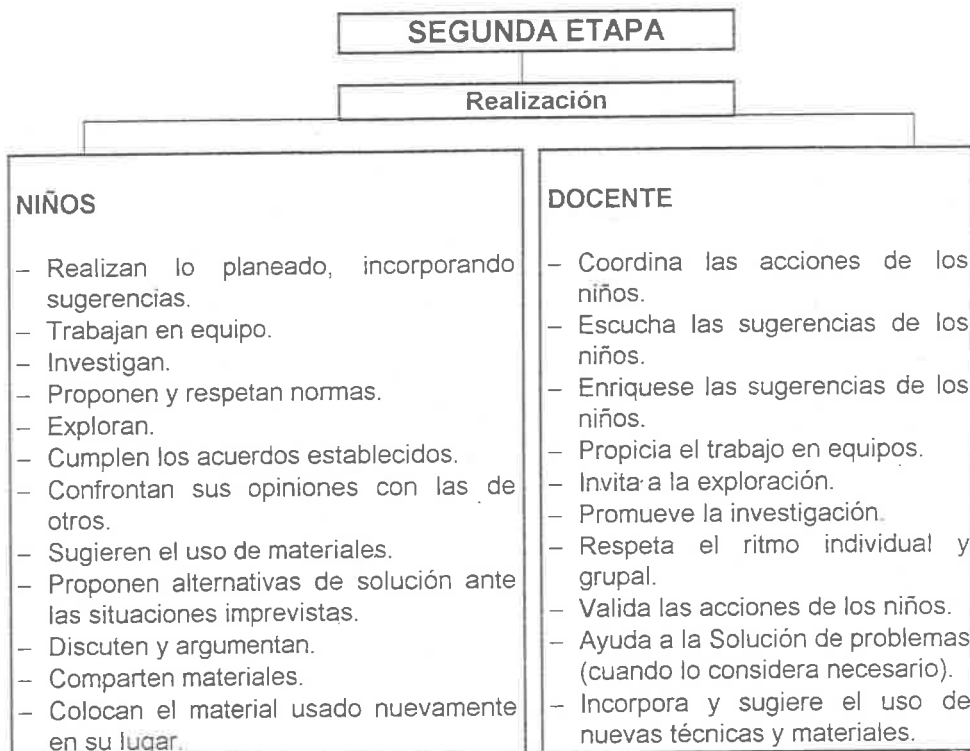 SEGUNDA ETAPA
Realización
NIÑOS
– Realizan lo planeado, incorporando
sugerencias.
– Trabajan en equipo.
– Investigan.
– Proponen y respetan normas.
– Exploran.
– Cumplen los acuerdos establecidos.
– Confrontan sus opiniones con las de
otros.
– Sugieren el uso de materiales.
– Proponen alternativas de solución ante
las situaciones imprevistas.
– Discuten y argumentan.
– Comparten materiales.
– Colocan el material usado nuevamente
en su lugar.
DOCENTE
– Coordina las acciones de los
niños.
– Escucha las sugerencias de los
niños.
– Enriquese las sugerencias de los
niños.
– Propicia el trabajo en equipos.
– Invita a la exploración.
– Promueve la investigación.
– Respeta el ritmo individual y
grupal.
– Valida las acciones de los niños.
– Ayuda a la Solución de problemas
(cuando lo considera necesario).
– Incorpora y sugiere el uso de
nuevas técnicas y materiales.